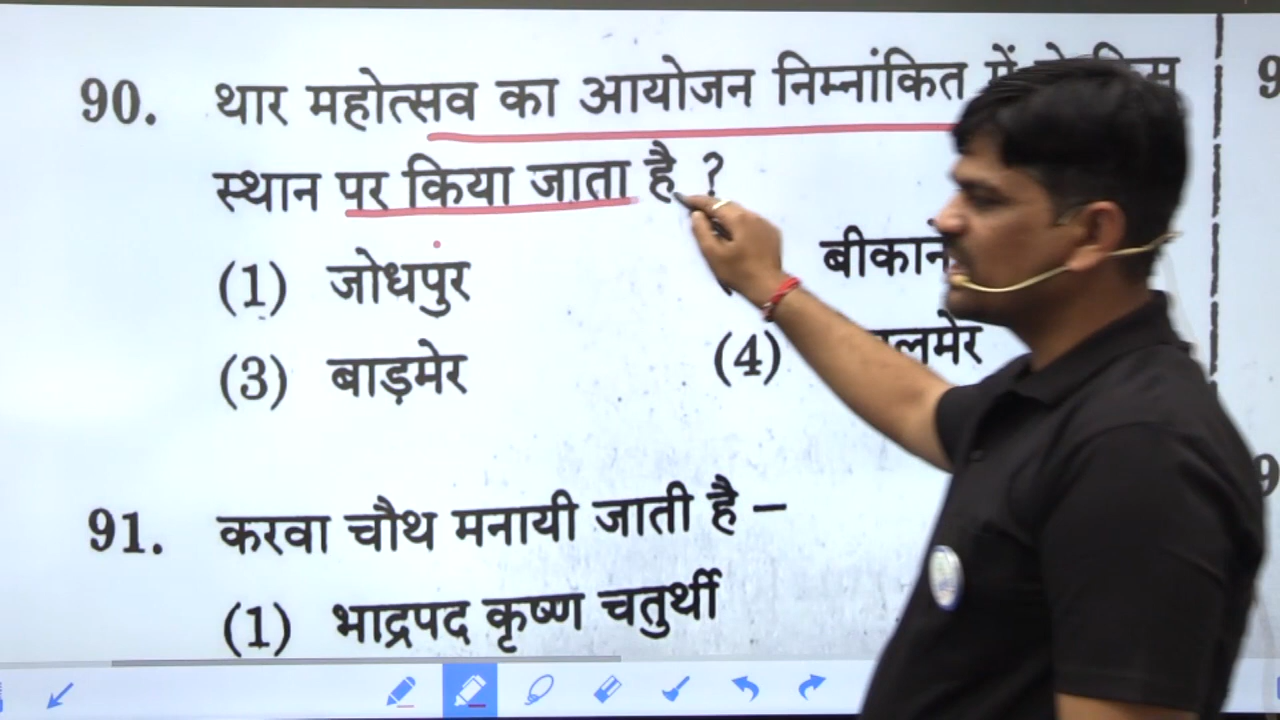 90. थार महोत्सव का आयोजन निम्नांकित में
स्थान पर किया जाता है ?
(1) जोधपुर
(3) बाड़मेर (4)
91. करवा चौथ मनायी जाती है –
(1) भाद्रपद कृष्ण चतुर्थी